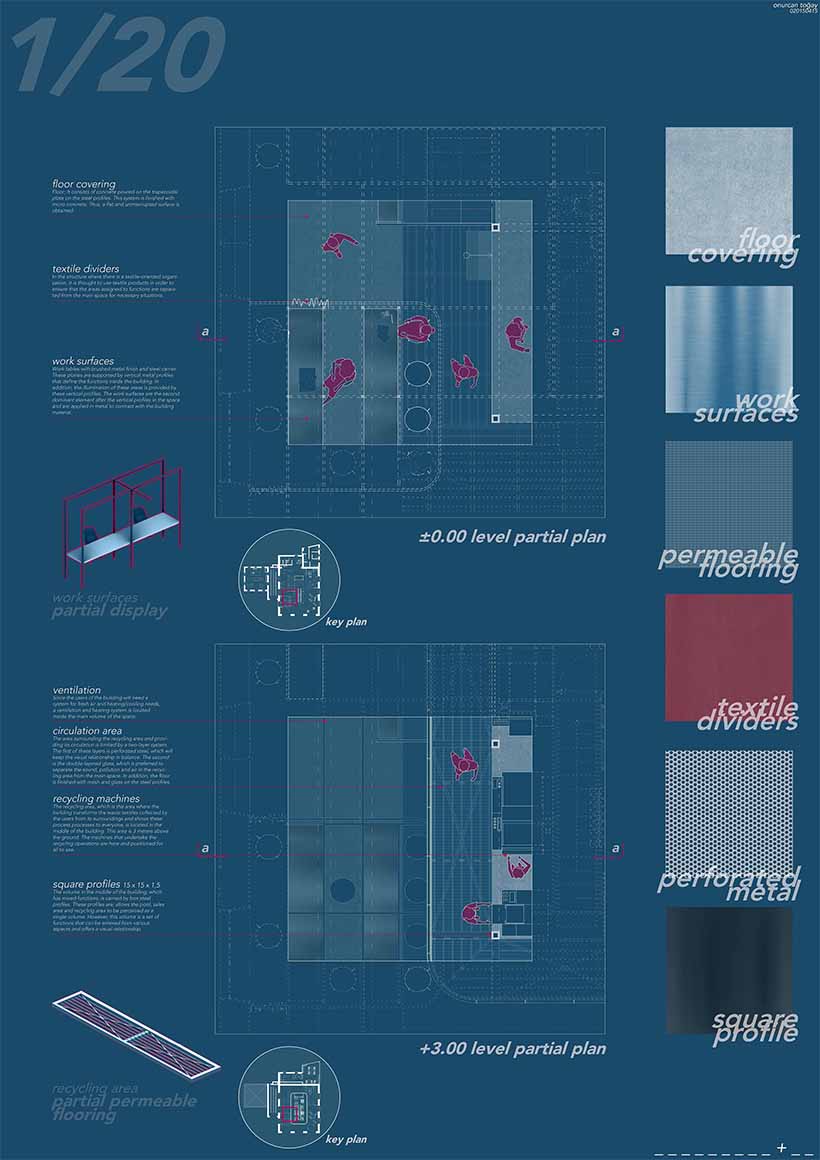 onurcan toğay
020150415
1/20
floor covering
Floor; It consists of concrete poured on the trapezoidal
plate on the steel profiles. This system is finished with
micro concrete. Thus, a flat and uninterrupted surface is
obtained.
textile dividers
In the structure where there is a textile-oriented organi-
zation, it is thought to use textile products in order to
ensure that the areas assigned to functions are separa-
ted from the main space for necessary situations.
work surfaces
Work tables with brushed metal finish and steel carrier.
These planes are supported by vertical metal profiles
that define the functions inside the building. In
addition, the illumination of these areas is provided by
these vertical profiles. The work surfaces are the second
dominant element after the vertical profiles in the space
and are applied in metal to contrast with the building
material.
a
a
work surfaces
partial display
±0.00 level partial plan
key plan
ventilation
Since the users of the building will need a
system for fresh air and heating/cooling needs,
a ventilation and heating system is located
inside the main volume of the space.
circulation area
The area surrounding the recycling area and provi-
ding its circulation is limited by a two-layer system.
The first of these layers is perforated steel, which will
keep the visual relationship in balance. The second
is the double-layered glass, which is preferred to
separate the sound, pollution and air in the recyc-
ling area from the main space. In addition, the floor
is finished with mesh and glass on the steel profiles.
recycling machines
The recycling area, which is the area where the
building transforms the waste textiles collected by
the users from its surroundings and shows these
process processes to everyone, is located in the
middle of the building. This area is 3 meters above
the ground. The machines that undertake the
recycling operations are here and positioned for
all to see.
square profiles 15 x 15 x 1,5
The volume in the middle of the building, which
has mixed functions, is carried by box steel
profiles. These profiles; allows the pool, sales
area and recycling area to be perceived as a
single volume. However, this volume is a set of
functions that can be entered from various
aspects and offers a visual relationship.
a
a
recycling area
partial permeable
flooring
+3.00 level partial plan
key plan
floor
covering
work
surfaces
permeable
flooring
textile
dividers
perforated
metal
square
profile